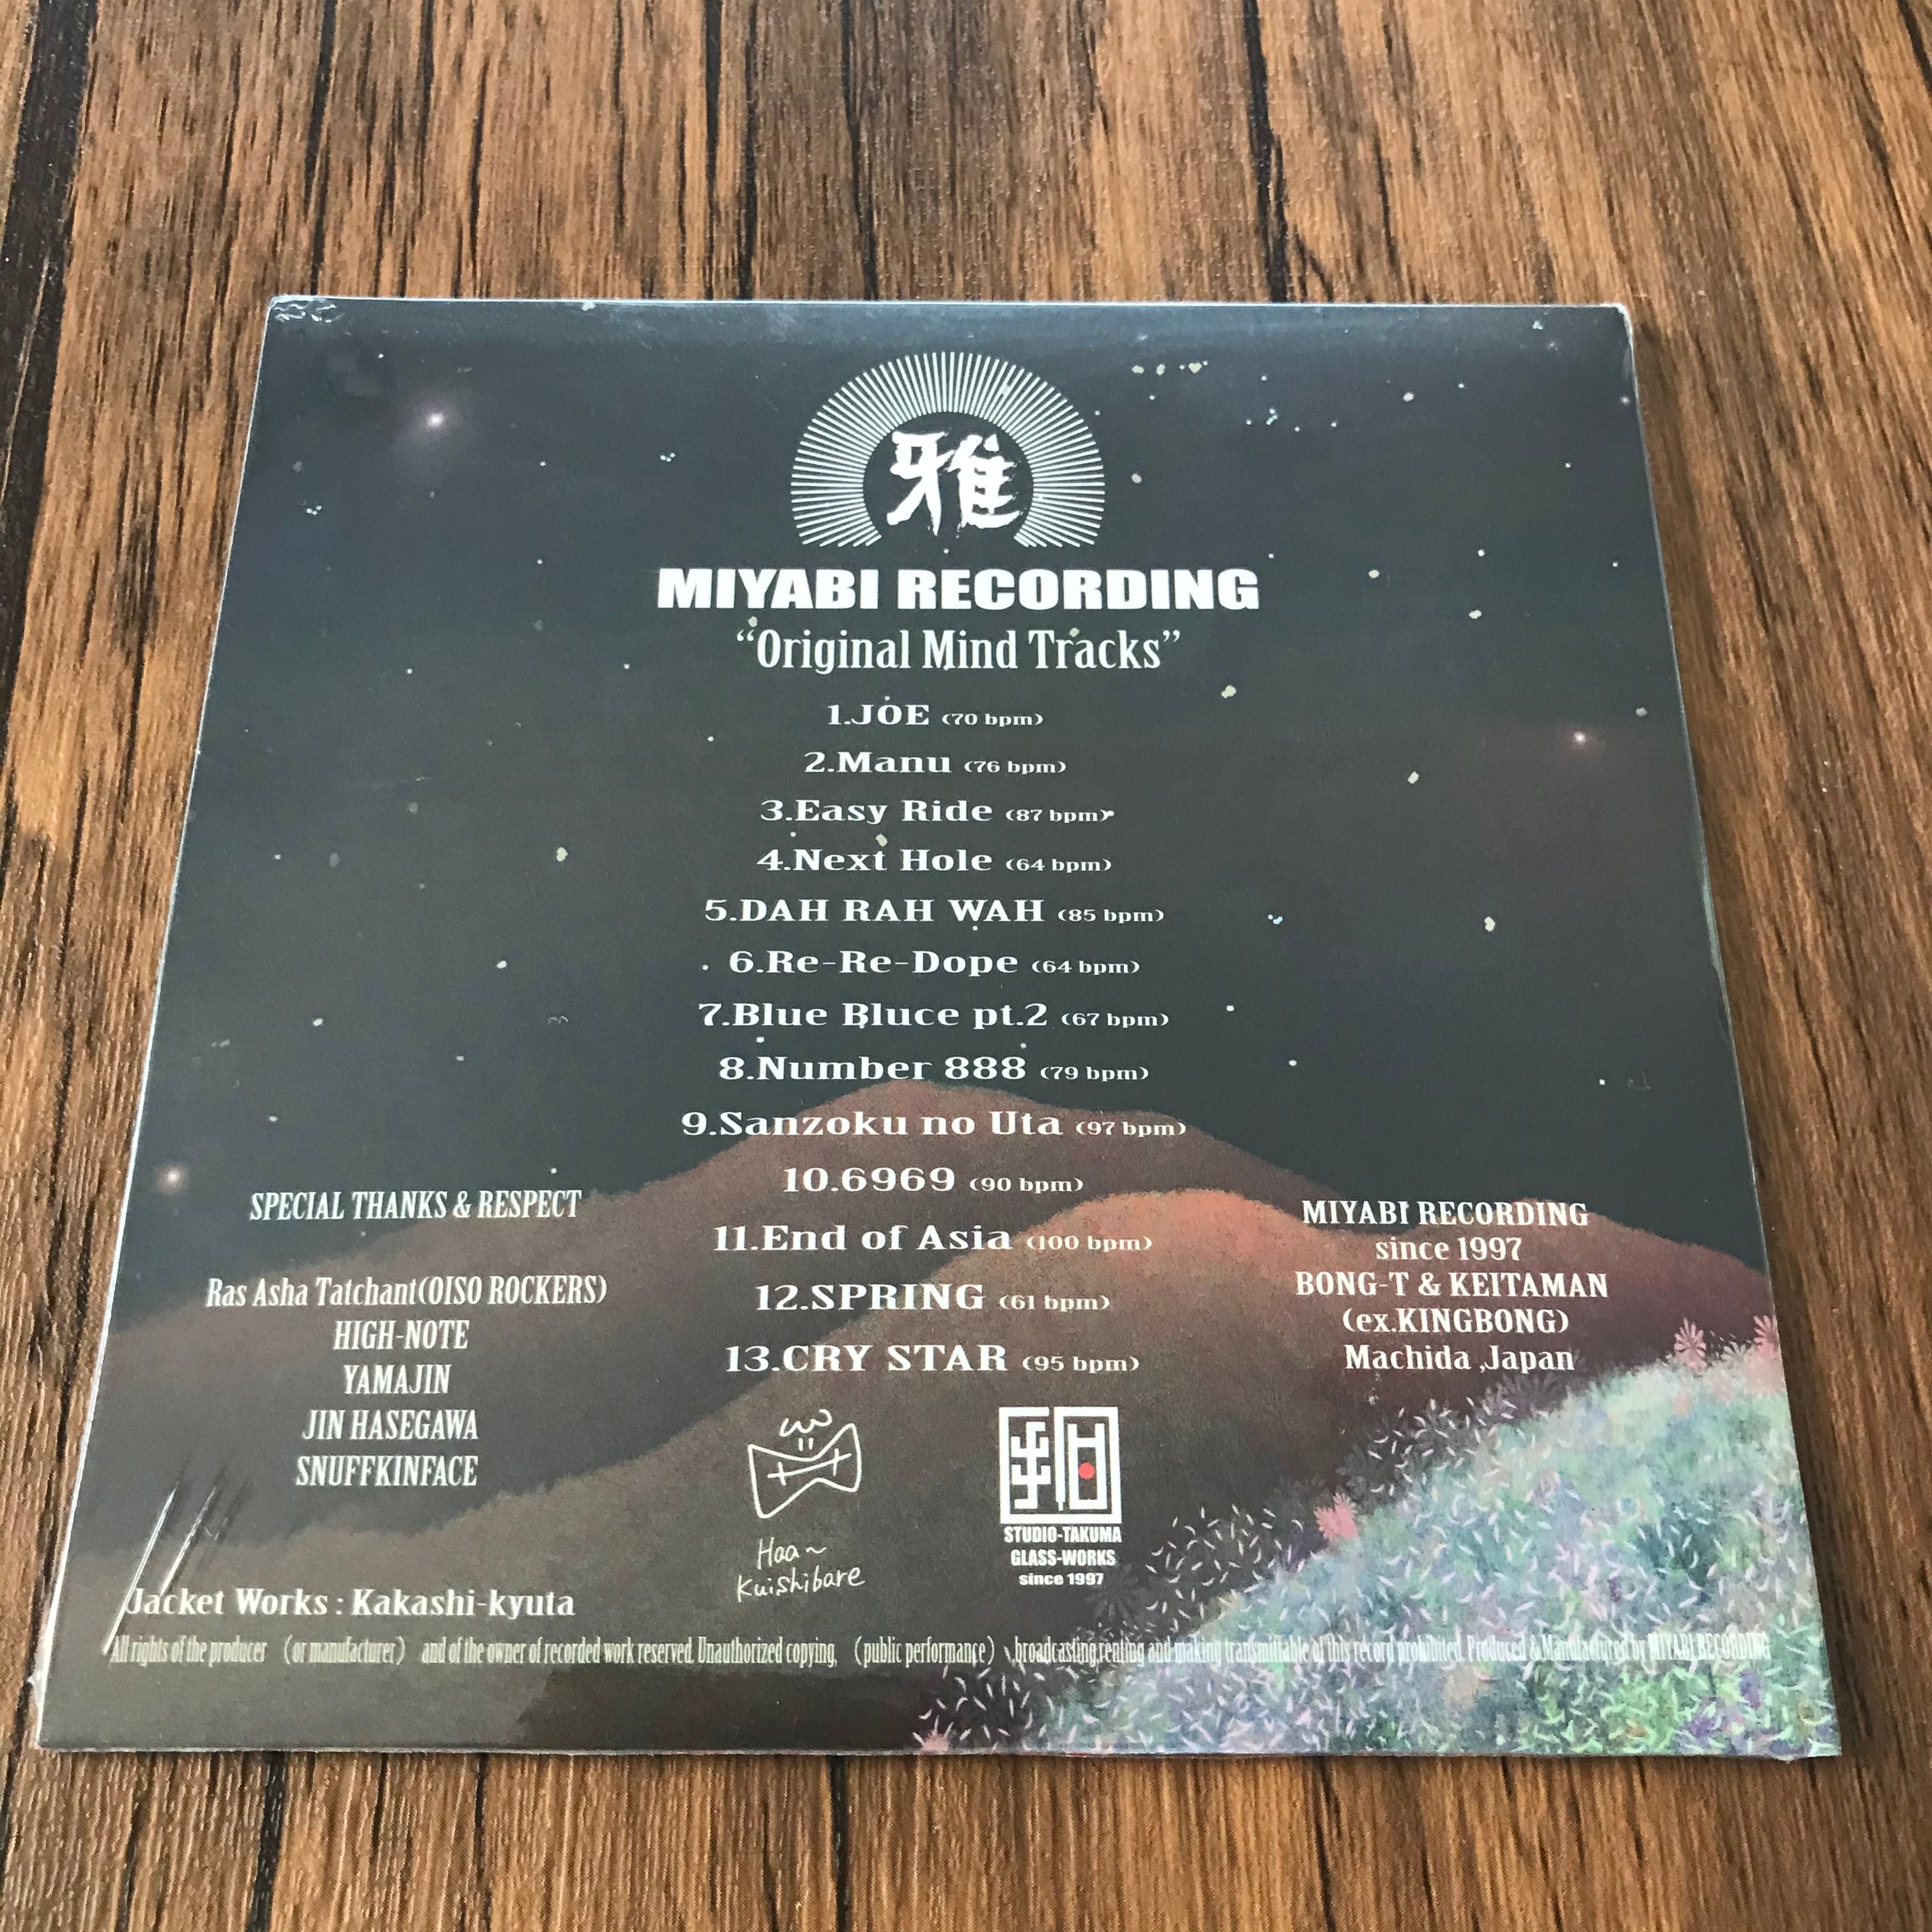 雅
MIYABI RECORDING
“Original Mind Tracks”
1.JOE (70 bpm)
2.Manu (76 bpm)
3.Easy Ride (87 bpm)
4.Next Hole (64 bpm)
5.DAH RAH WAH (85 bpm)
6.Re-Re-Dope (64 bpm)
7.Blue Bluce pt.2 (67 bpm)
8.Number 888 (79 bpm)
9.Sanzoku no Uta (97 bpm)
10.6969 (90 bpm)
11.End of Asia (100 bpm)
12.SPRING (61 bpm)
13.CRY STAR (95 bpm)
SPECIAL THANKS & RESPECT
Ras Asha Tatchant(OISO ROCKERS)
HIGH-NOTE
YAMAJIN
JIN HASEGAWA
SNUFFKINFACE
MIYABI RECORDING
since 1997
BONG-T & KEITAMAN
(ex.KINGBONG)
Machida ,Japan
Haa~
Kuishibare
STUDIO-TAKUMA
GLASS-WORKS
since 1997
Jacket Works : Kakashi-kyuta
All rights of the producer （or manufacturer） and of the owner of recorded work reserved. Unauthorized copying, （public performance）, broadcasting,renting and making transmittable of this record prohibited. Produced & Manufactured by MIYABI RECORDING